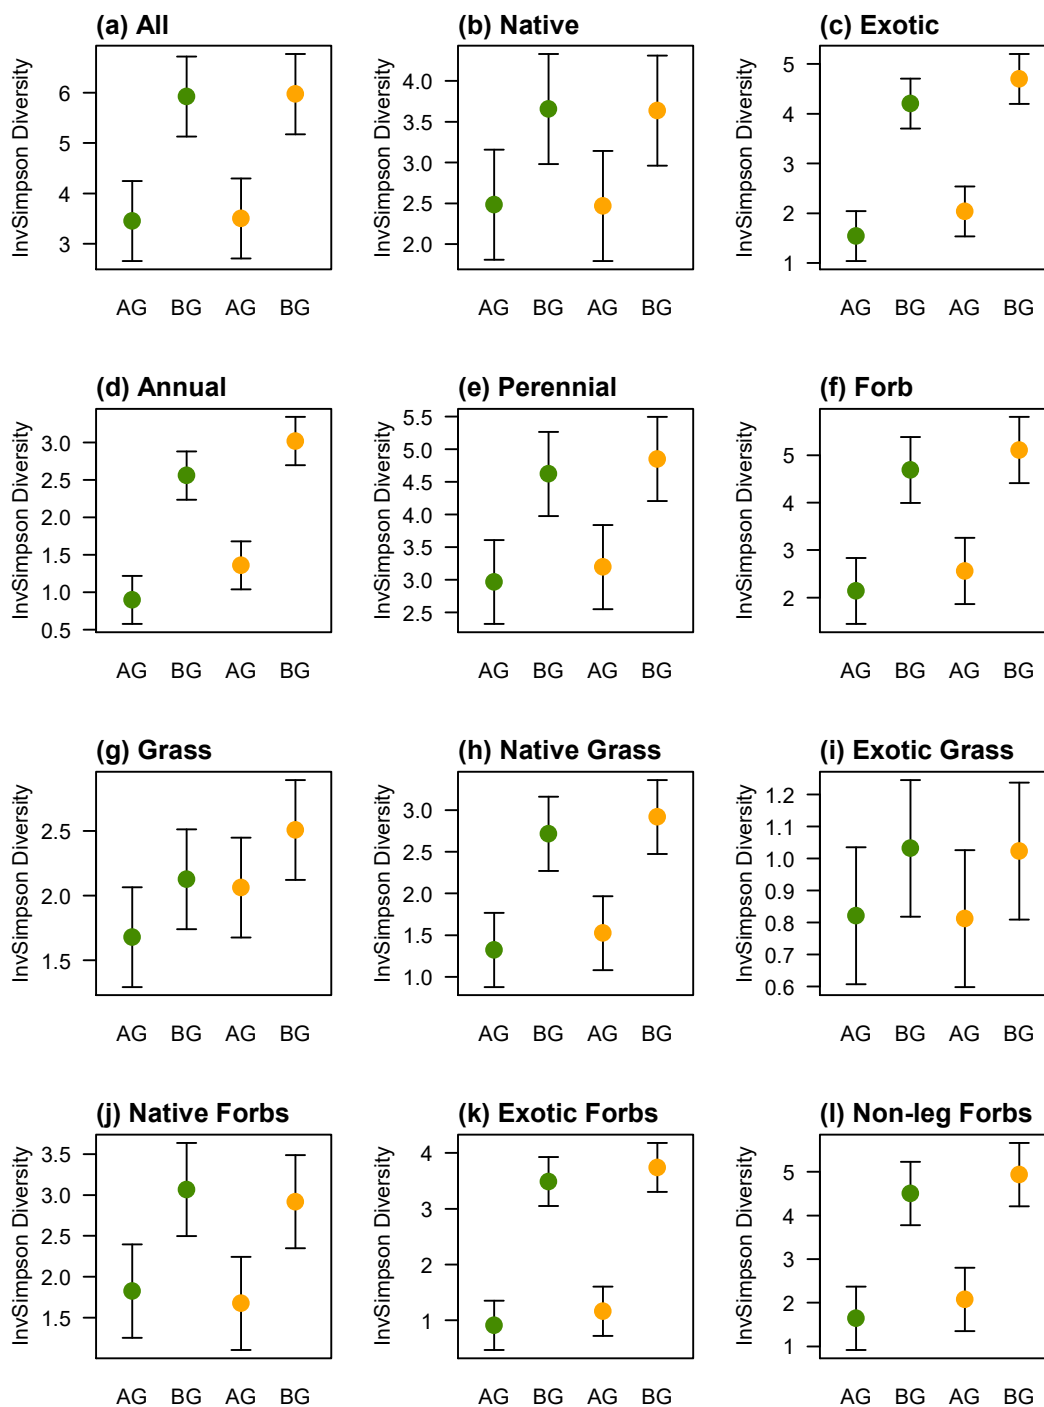 (a) All
(b) Native
(c) Exotic
InvSimpson Diversity
6
5
4
3
AG BG AG BG
InvSimpson Diversity
4.0
3.5
3.0
2.5
2.0
AG BG AG BG
InvSimpson Diversity
5
4
3
2
1
AG BG AG BG
(d) Annual
(e) Perennial
(f) Forb
InvSimpson Diversity
3.0
2.5
2.0
1.5
1.0
0.5
AG BG AG BG
InvSimpson Diversity
5.5
5.0
4.5
4.0
3.5
3.0
2.5
AG BG AG BG
InvSimpson Diversity
5
4
3
2
AG BG AG BG
(g) Grass
(h) Native Grass
(i) Exotic Grass
InvSimpson Diversity
2.5
2.0
1.5
AG BG AG BG
InvSimpson Diversity
3.0
2.5
2.0
1.5
1.0
AG BG AG BG
InvSimpson Diversity
1.2
1.1
1.0
0.9
0.8
0.7
0.6
AG BG AG BG
(j) Native Forbs
(k) Exotic Forbs
(l) Non-leg Forbs
InvSimpson Diversity
3.5
3.0
2.5
2.0
1.5
AG BG AG BG
InvSimpson Diversity
4
3
2
1
AG BG AG BG
InvSimpson Diversity
5
4
3
2
1
AG BG AG BG